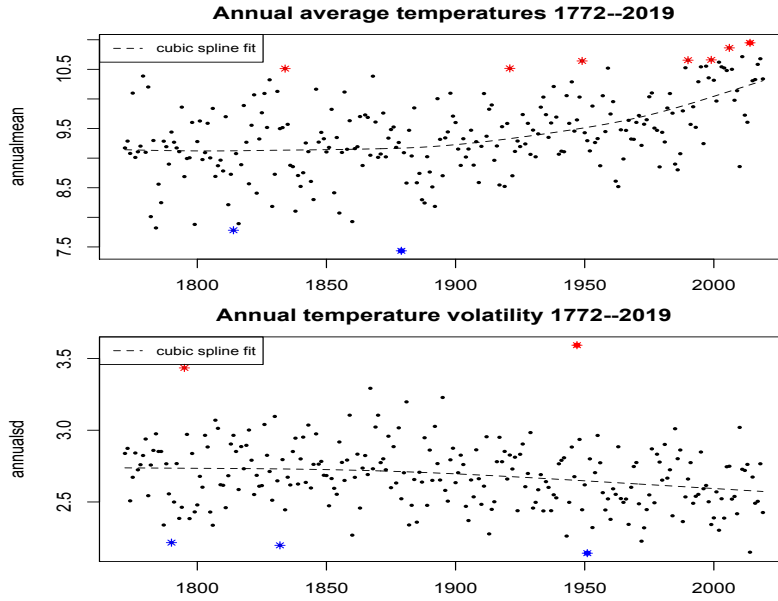 Annual average temperatures 1772--2019
cubic spline fit
annualmean
10.5
9.5
8.5
7.5
1800
1850
1900
1950
2000
Annual temperature volatility 1772--2019
cubic spline fit
annualsd
3.5
3.0
2.5
1800
1850
1900
1950
2000